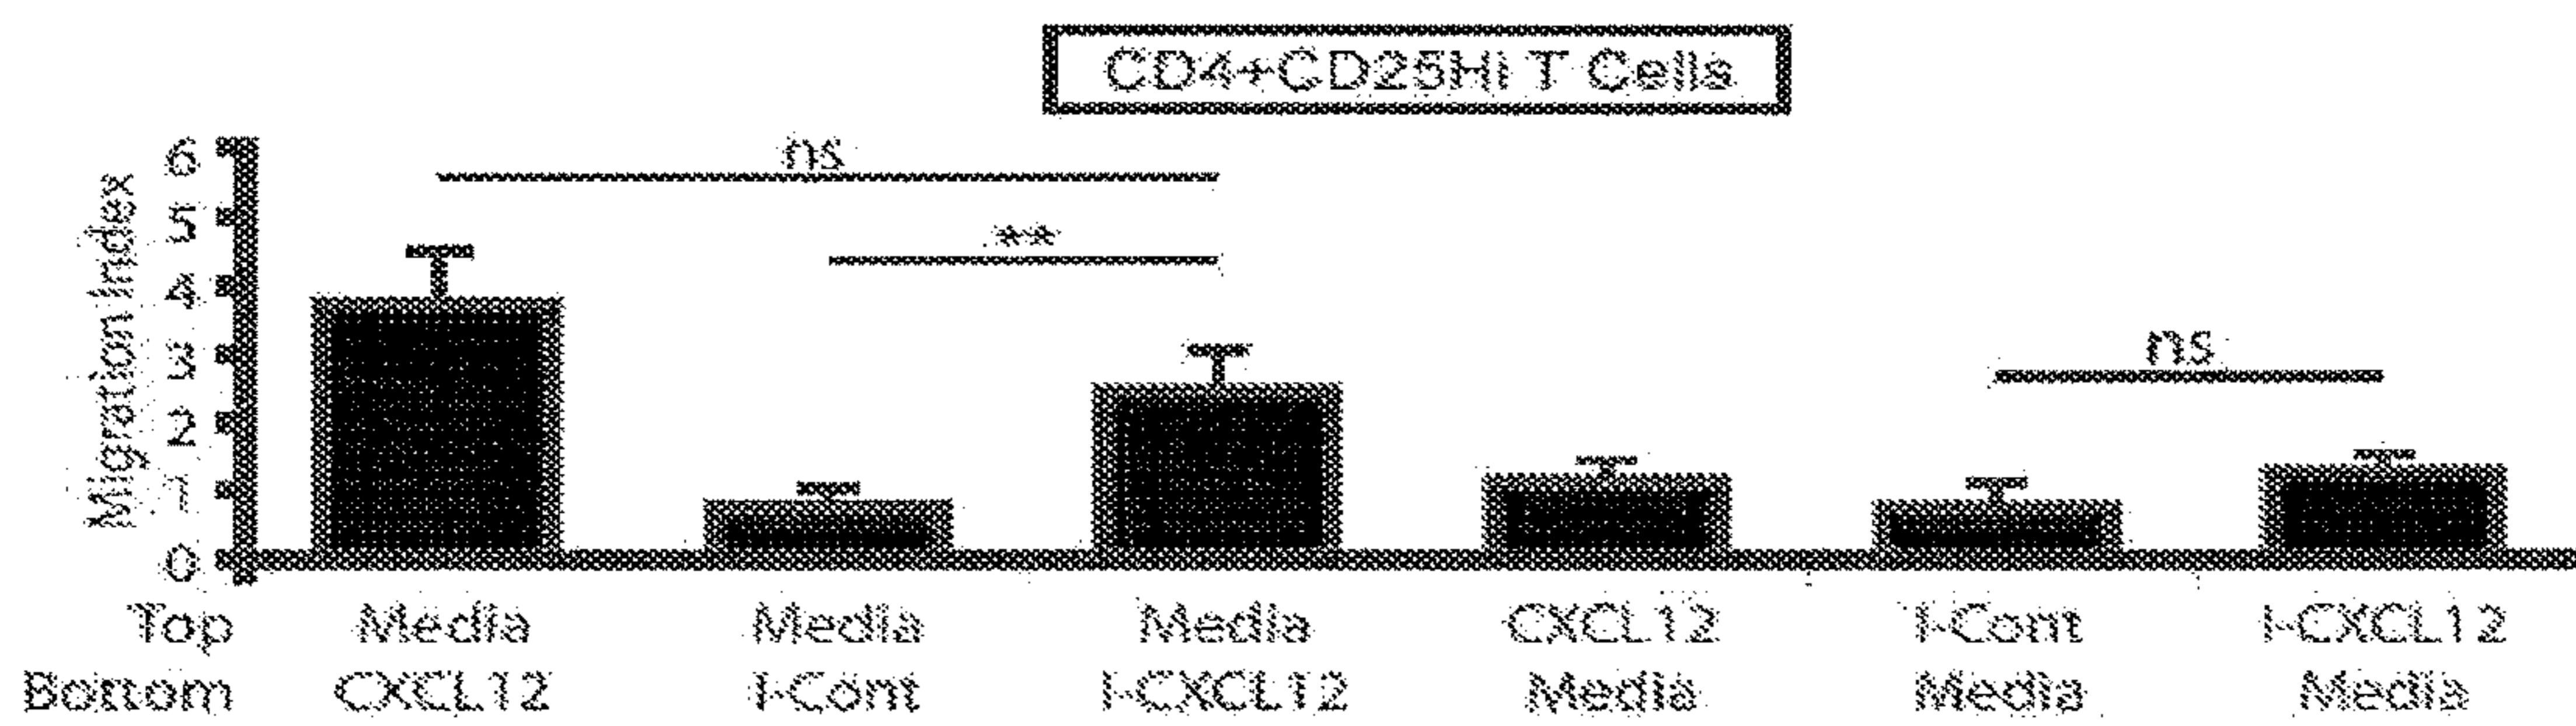 CD4+CD25Hi T Cells
Migration Index
6
5
4
3
2
1
0
ns
**
ns
Top Media Media Media CXCL12 I-Cont I-CXCL12
Bottom CXCL12 I-Cont I-CXCL12 Media Media Media